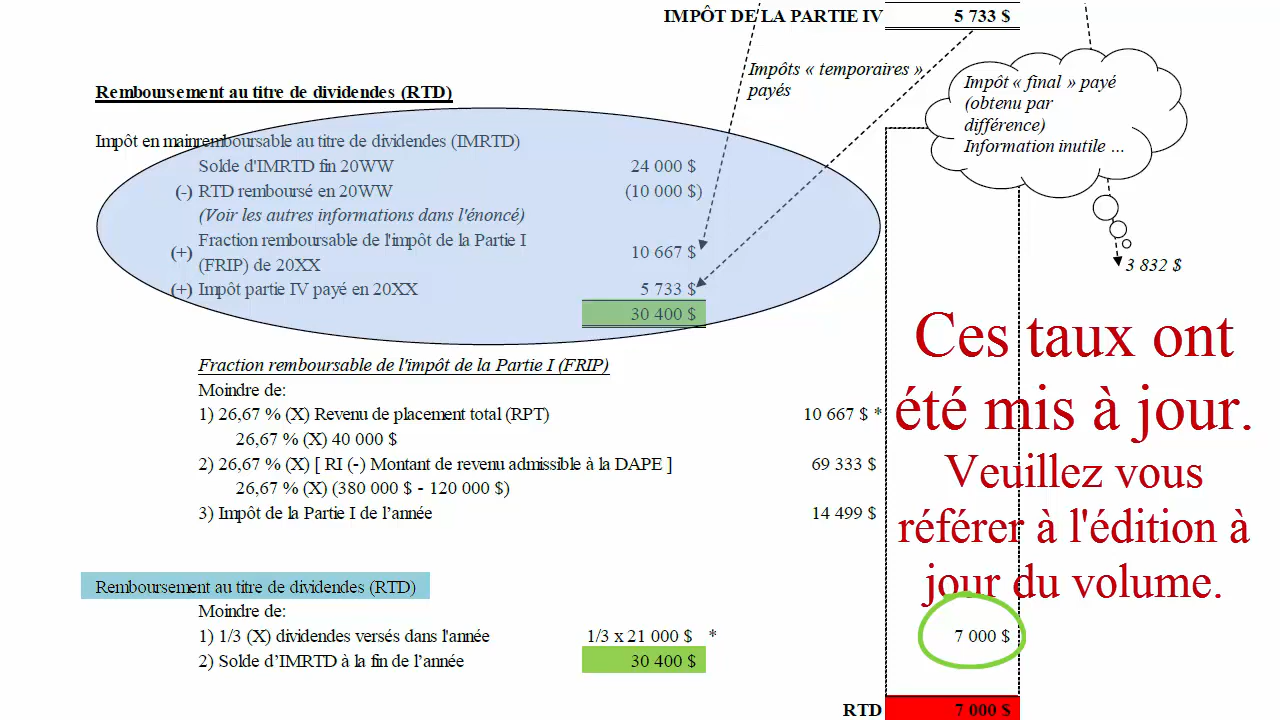 IMPÔT DE LA PARTIE IV 5 733 $
Impôts « temporaires »
payés
Impôt « final » payé
(obtenu par
différence)
Information inutile ...
3 832 $
Remboursement au titre de dividendes (RTD)
Impôt en mainremboursable au titre de dividendes (IMRTD)
Solde d'IMRTD fin 20WW 24 000 $
(-) RTD remboursé en 20WW (10 000 $)
(Voir les autres informations dans l'énoncé)
Fraction remboursable de l'impôt de la Partie I
(+) 10 667 $
(FRIP) de 20XX
(+) Impôt partie IV payé en 20XX 5 733 $
30 400 $
Fraction remboursable de l'impôt de la Partie I (FRIP)
Moindre de:
1) 26,67 % (X) Revenu de placement total (RPT) 10 667 $ *
26,67 % (X) 40 000 $
2) 26,67 % (X) [ RI (-) Montant de revenu admissible à la DAPE ] 69 333 $
26,67 % (X) (380 000 $ - 120 000 $)
3) Impôt de la Partie I de l’année 14 499 $
Ces taux ont
été mis à jour.
Veuillez vous
référer à l'édition à
jour du volume.
Remboursement au titre de dividendes (RTD)
Moindre de:
1) 1/3 (X) dividendes versés dans l'année 1/3 x 21 000 $ * 7 000 $
2) Solde d’IMRTD à la fin de l’année 30 400 $
RTD 7 000 $